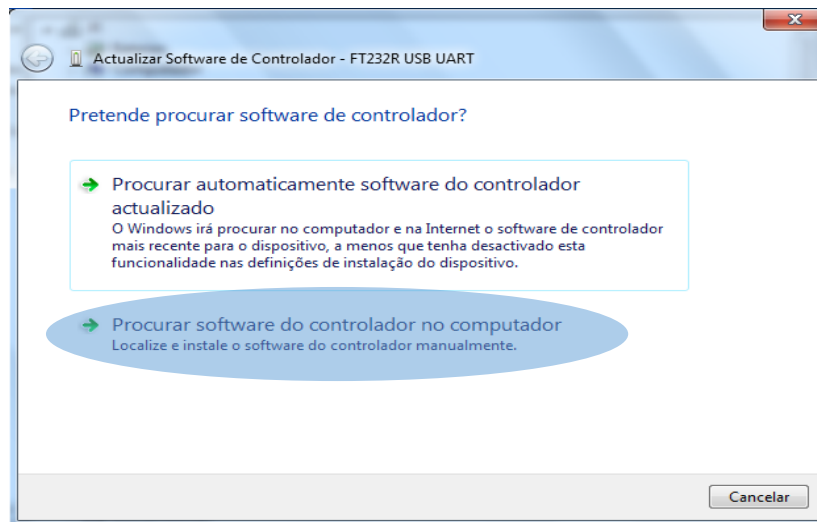 Actualizar Software de Controlador - FT232R USB UART
Pretende procurar software de controlador?
Procurar automaticamente software do controlador
actualizado
O Windows irá procurar no computador e na Internet o software de controlador
mais recente para o dispositivo, a menos que tenha desactivado esta
funcionalidade nas definições de instalação do dispositivo.
Procurar software do controlador no computador
Localize e instale o software do controlador manualmente.
Cancelar